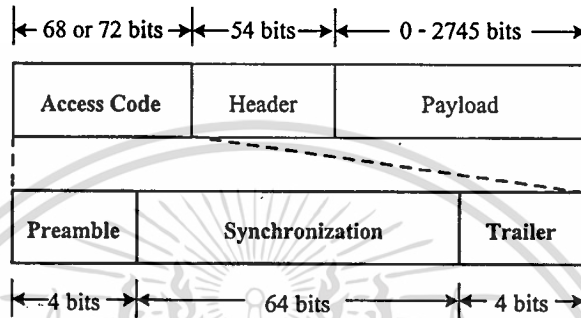 68 or 72 bits 54 bits 0 - 2745 bits
Access Code Header Payload
Preamble Synchronization Trailer
4 bits 64 bits 4 bits